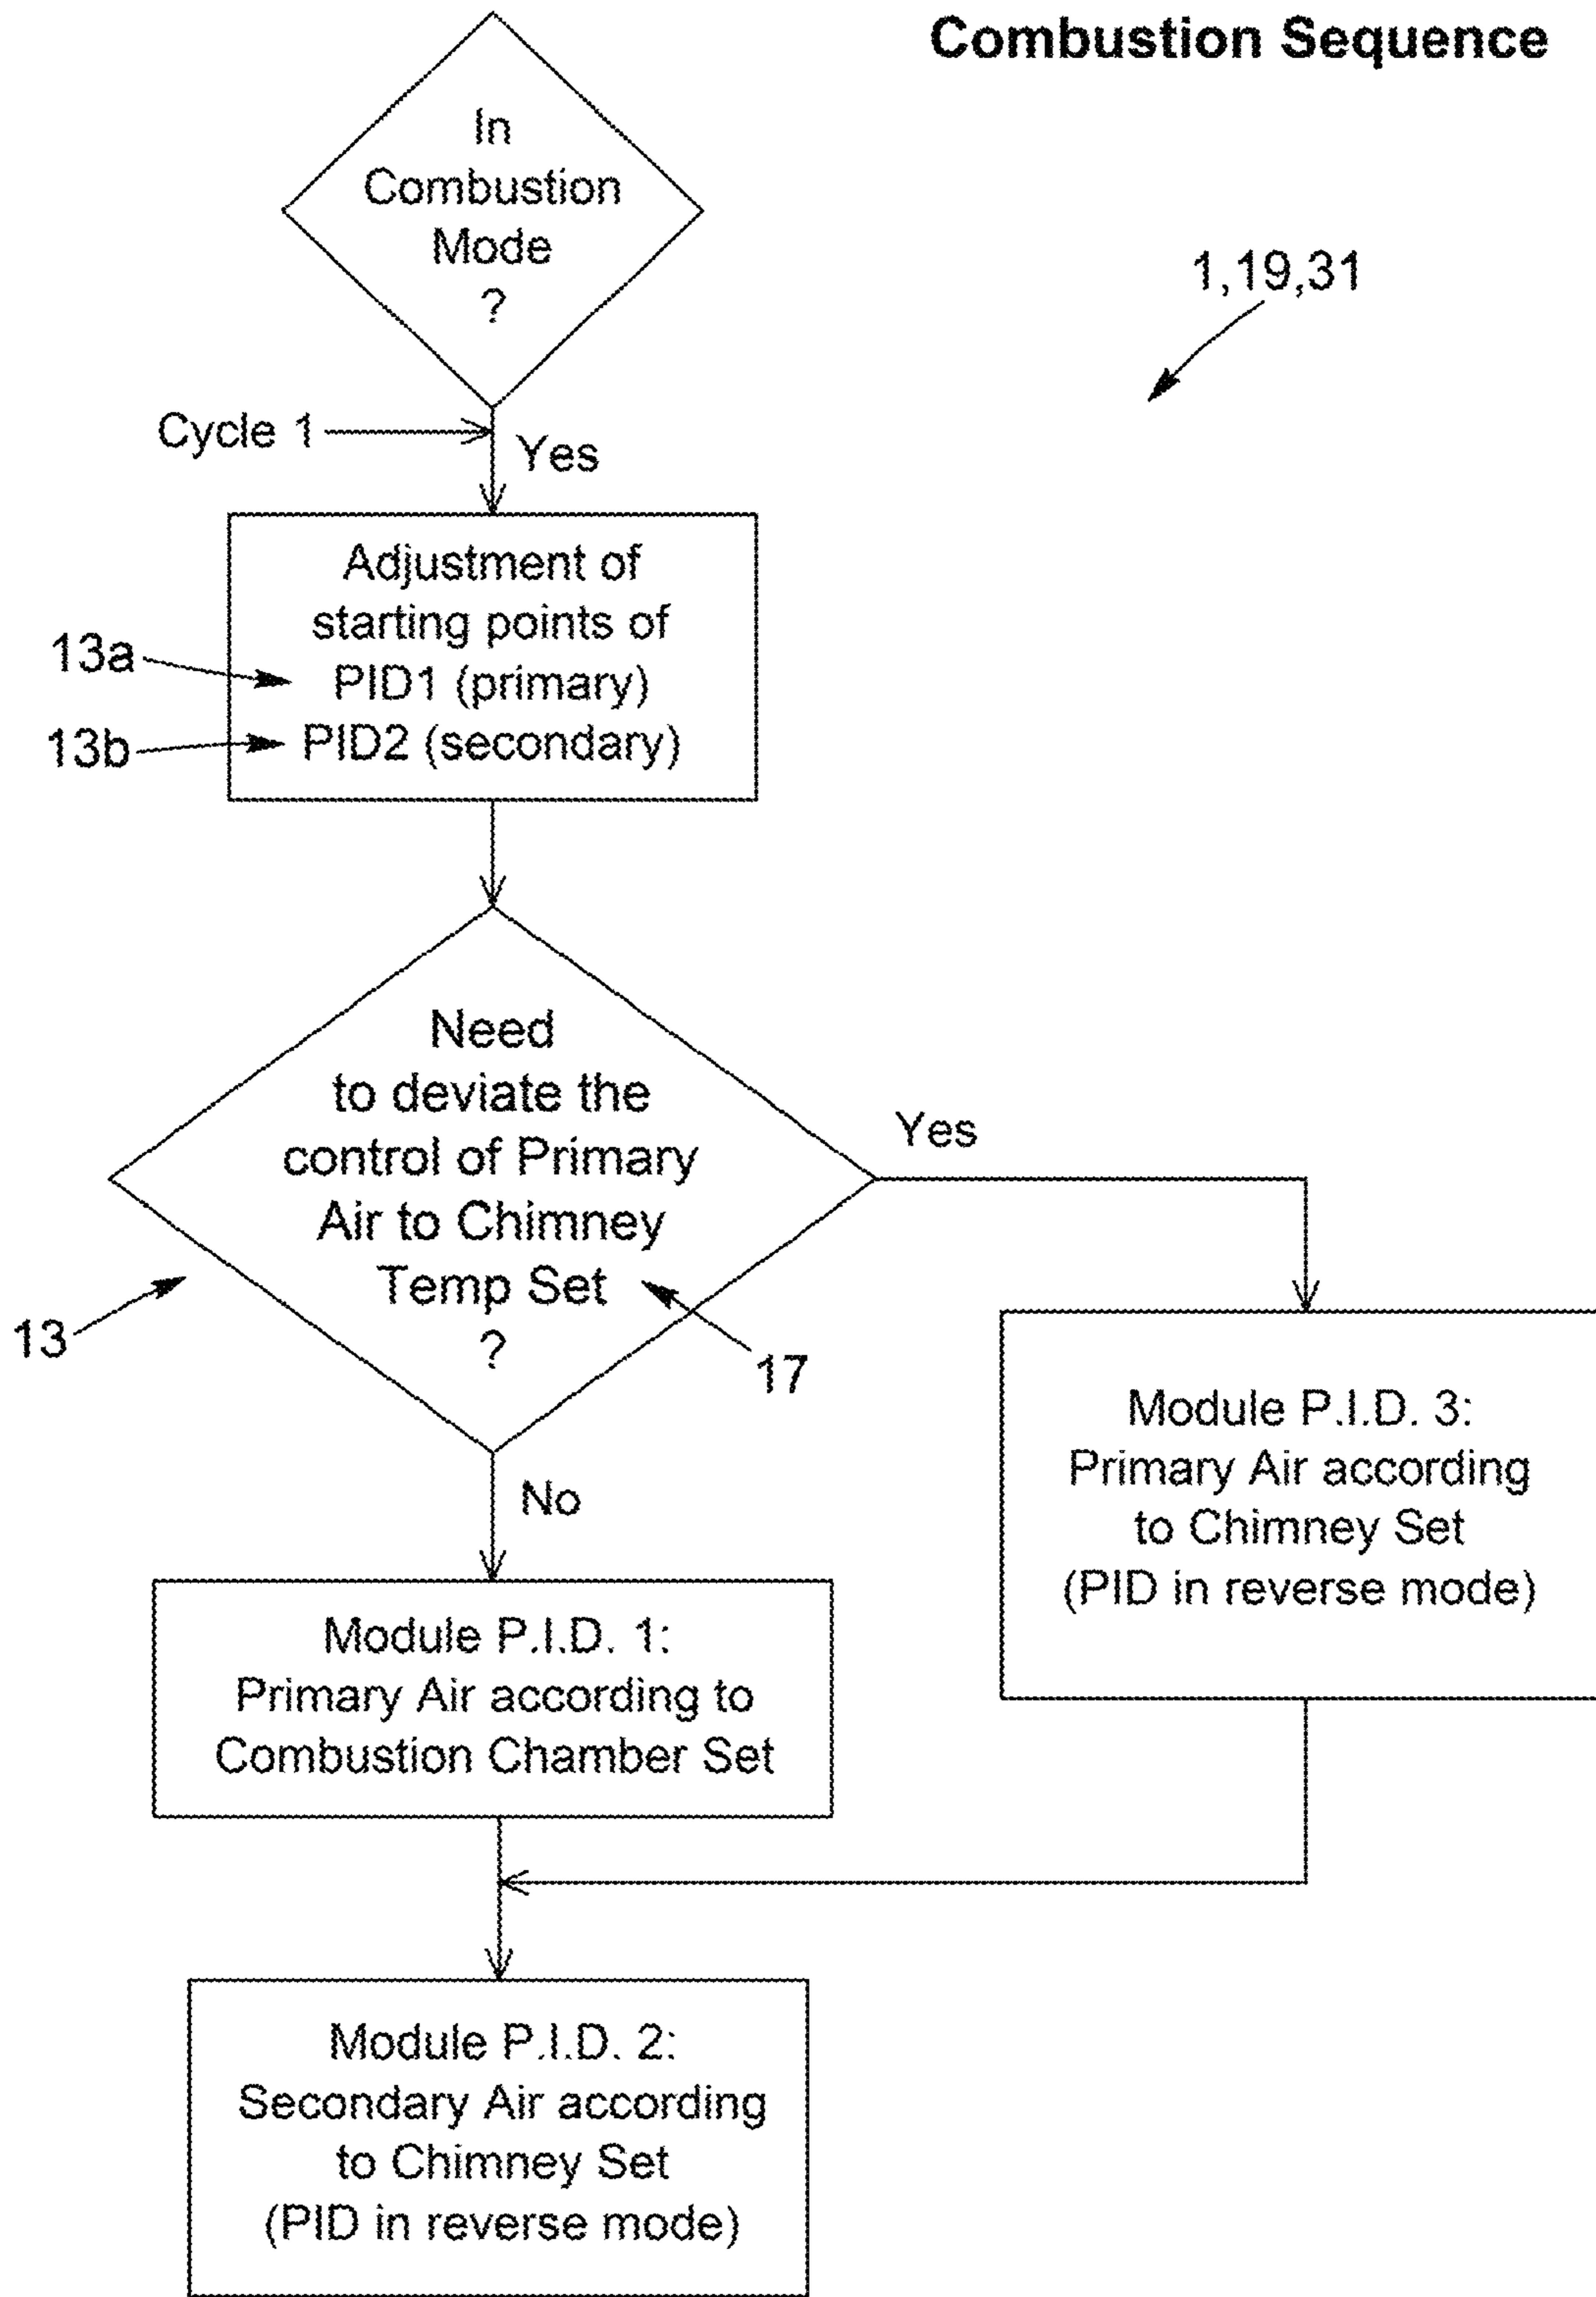 Combustion Sequence
In
Combustion
Mode
?
1,19,31
Cycle 1
Yes
Adjustment of
starting points of
13a
PID1 (primary)
13b
PID2 (secondary)
Need
to deviate the
control of Primary
Air to Chimney
Temp Set
?
Yes
13
17
No
Module P.I.D. 3:
Primary Air according
to Chimney Set
(PID in reverse mode)
Module P.I.D. 1:
Primary Air according to
Combustion Chamber Set
Module P.I.D. 2:
Secondary Air according
to Chimney Set
(PID in reverse mode)